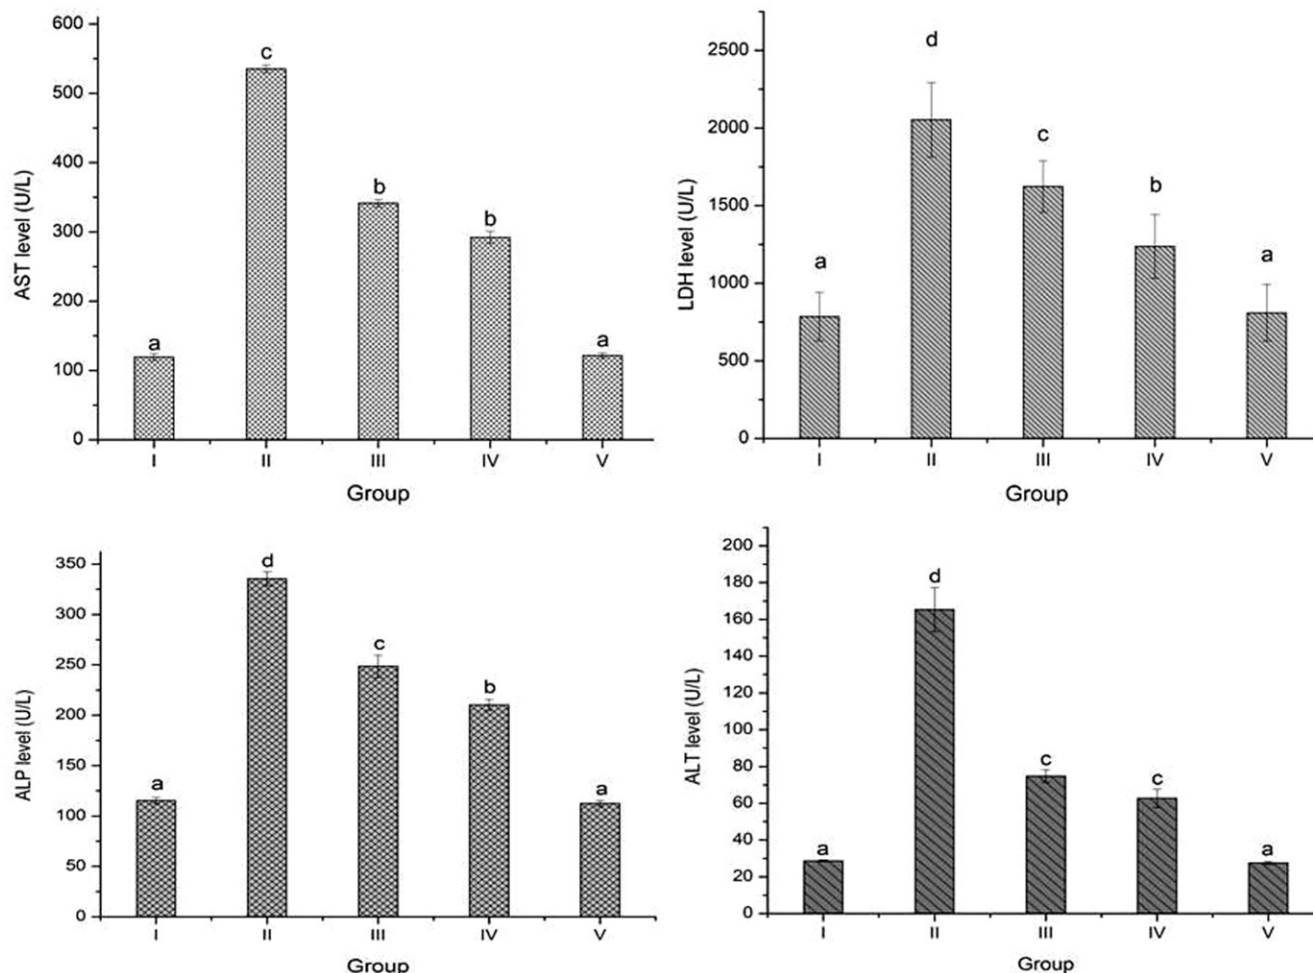 AST level (U/L)
600
500
400
300
200
100
0
a
c
b
b
a
I II III IV V
Group
LDH level (U/L)
2500
2000
1500
1000
500
0
a
d
c
b
a
I II III IV V
Group
ALP level (U/L)
350
300
250
200
150
100
50
0
a
d
c
b
a
I II III IV V
Group
ALT level (U/L)
200
180
160
140
120
100
80
60
40
20
0
a
d
c
c
a
I II III IV V
Group